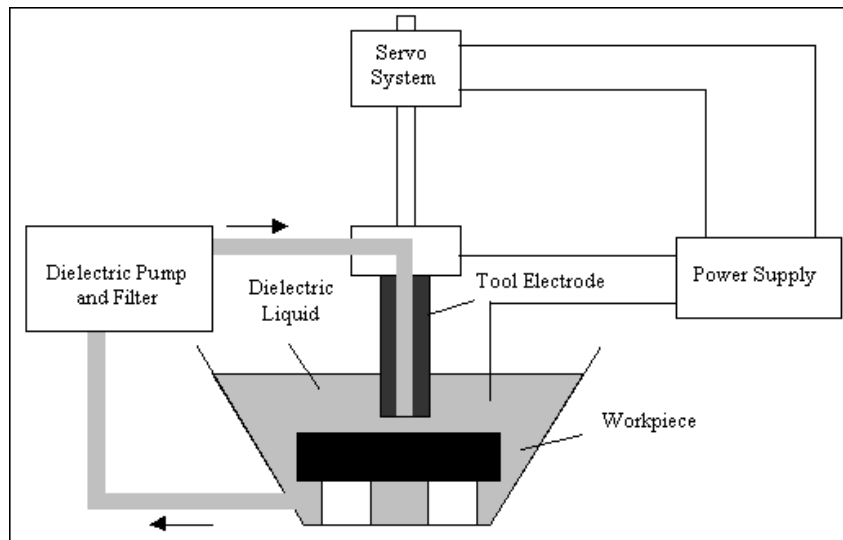 Servo
System
Dielectric Pump
and Filter
Dielectric
Liquid
Tool Electrode
Power Supply
Workpiece